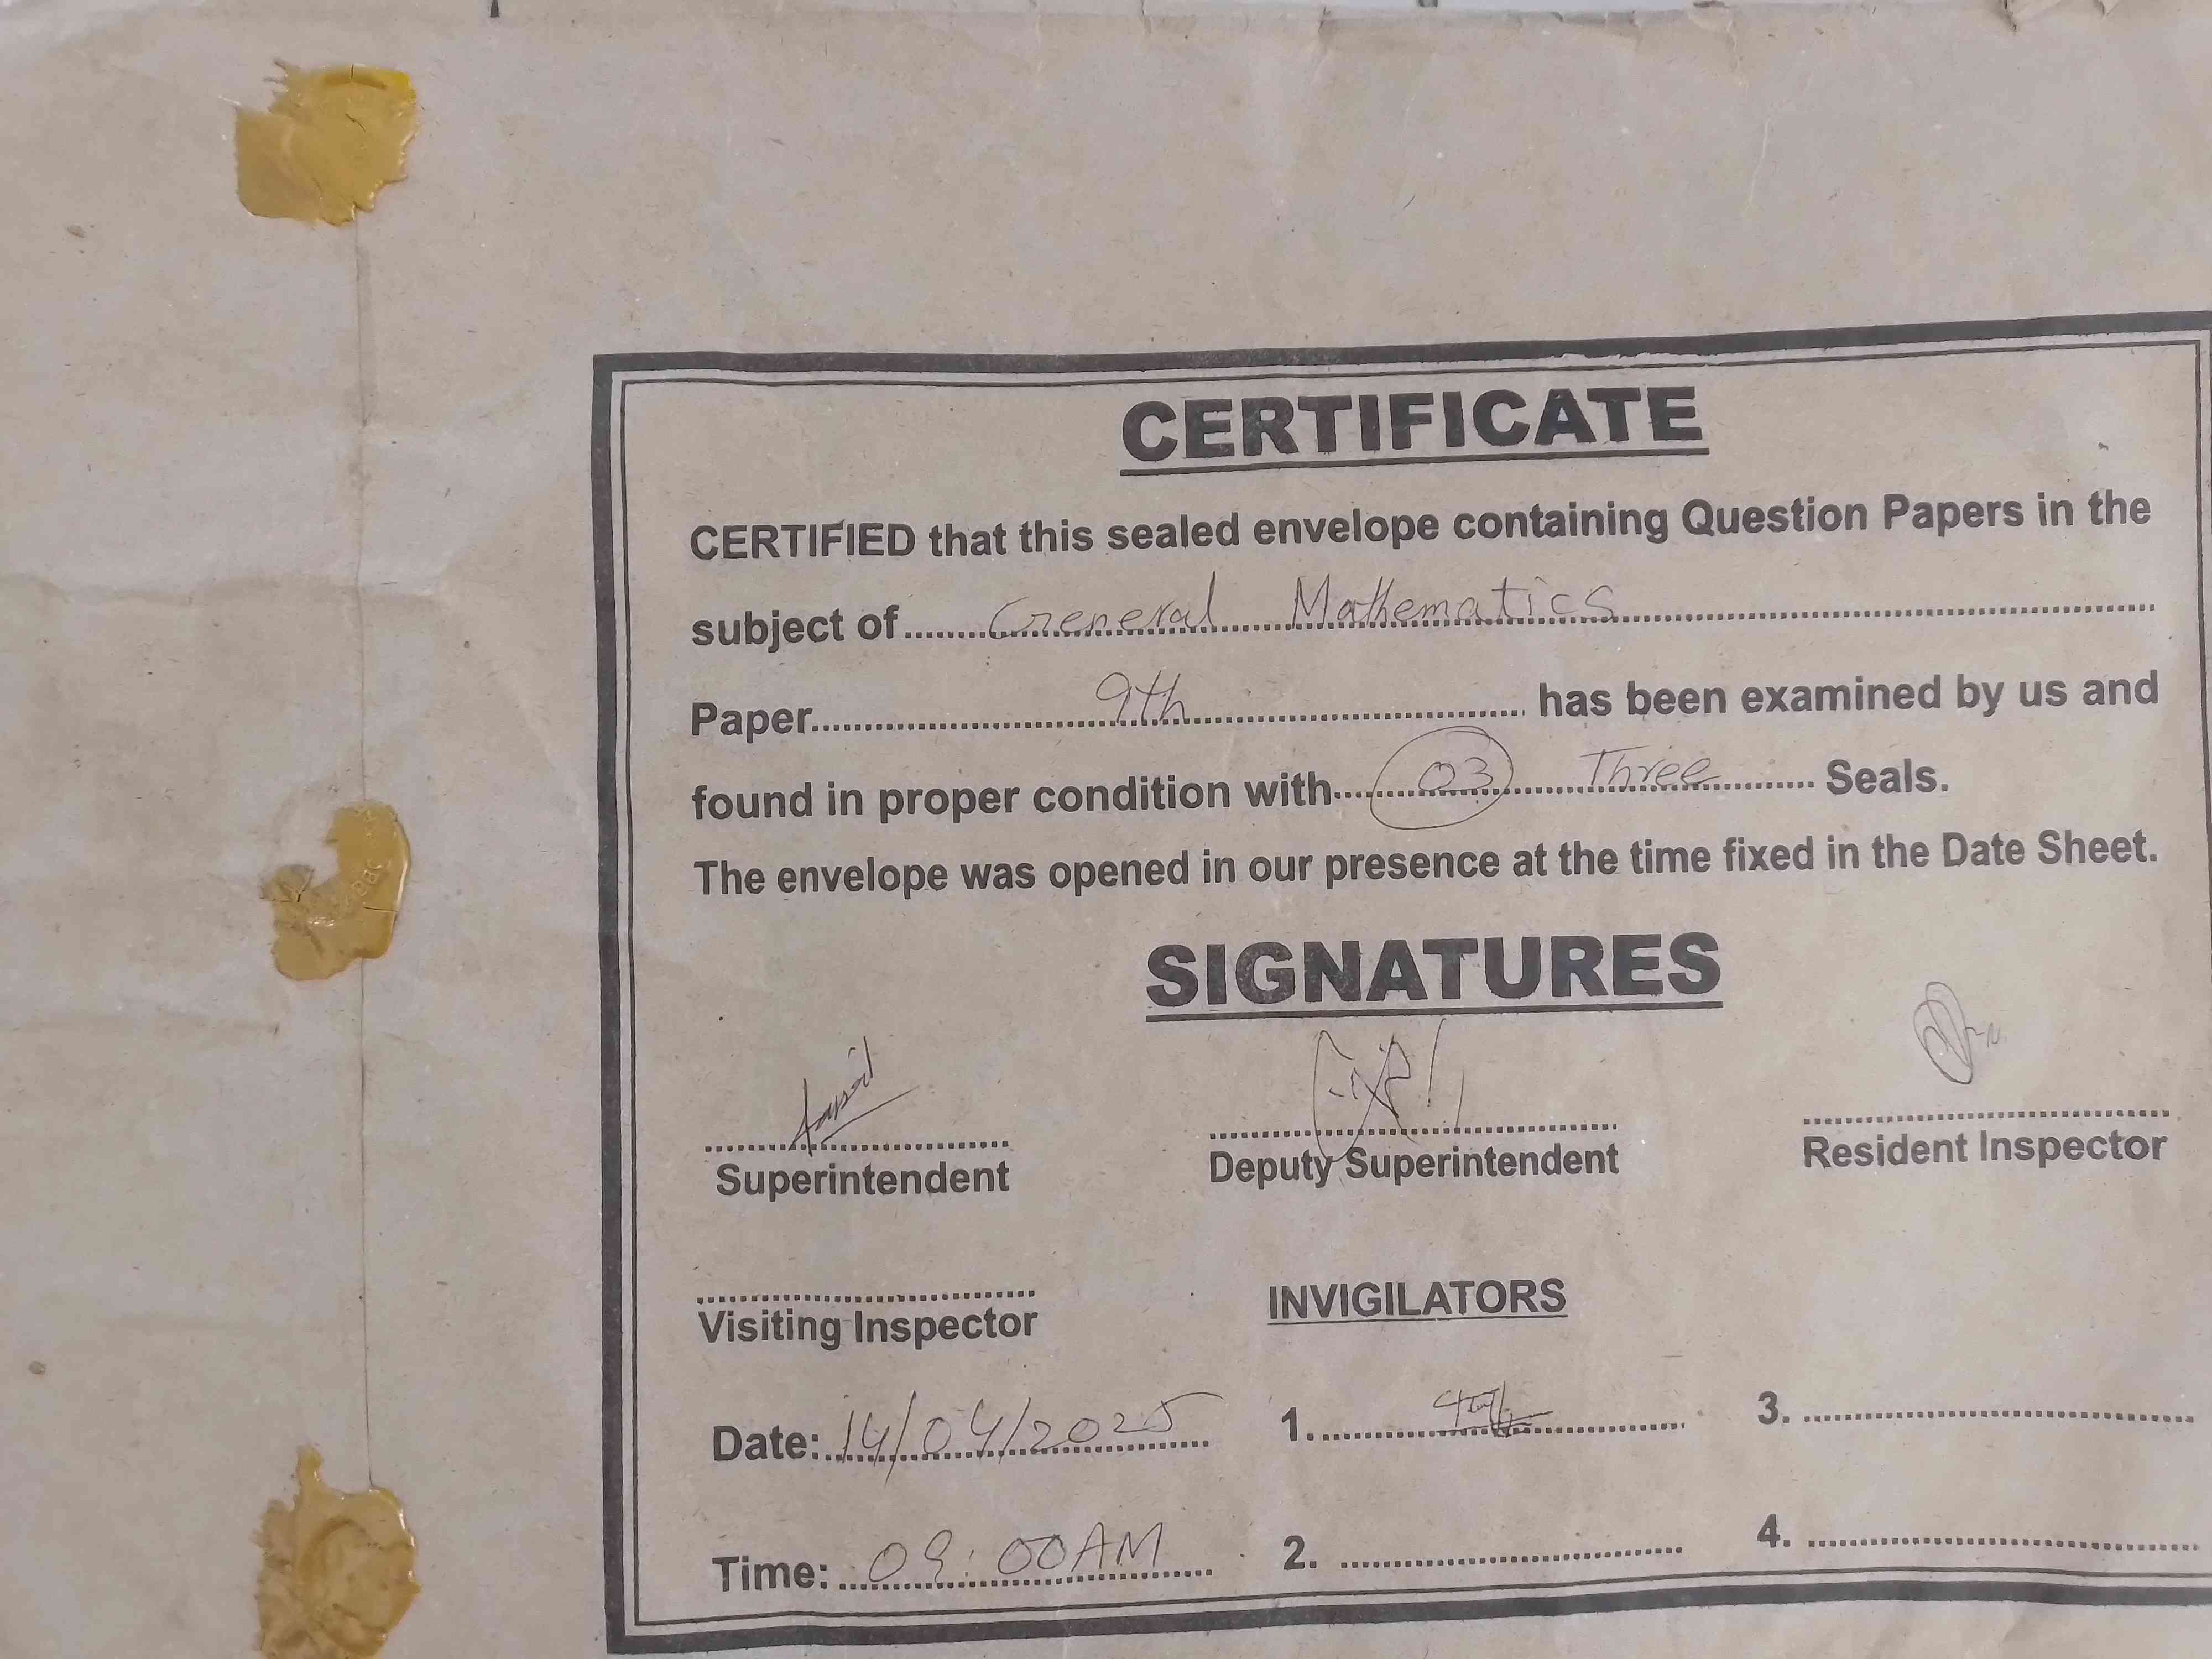 CERTIFICATE
CERTIFIED that this sealed envelope containing Question Papers in the
subject of........General Mathematics........
Paper........9th........ has been examined by us and
found in proper condition with........03........Three........ Seals.
The envelope was opened in our presence at the time fixed in the Date Sheet.
SIGNATURES
Superintendent Deputy Superintendent Resident Inspector
Visiting Inspector INVIGILATORS
Date: 14/04/2025 1. 3.
Time: 09:00AM 2. 4.